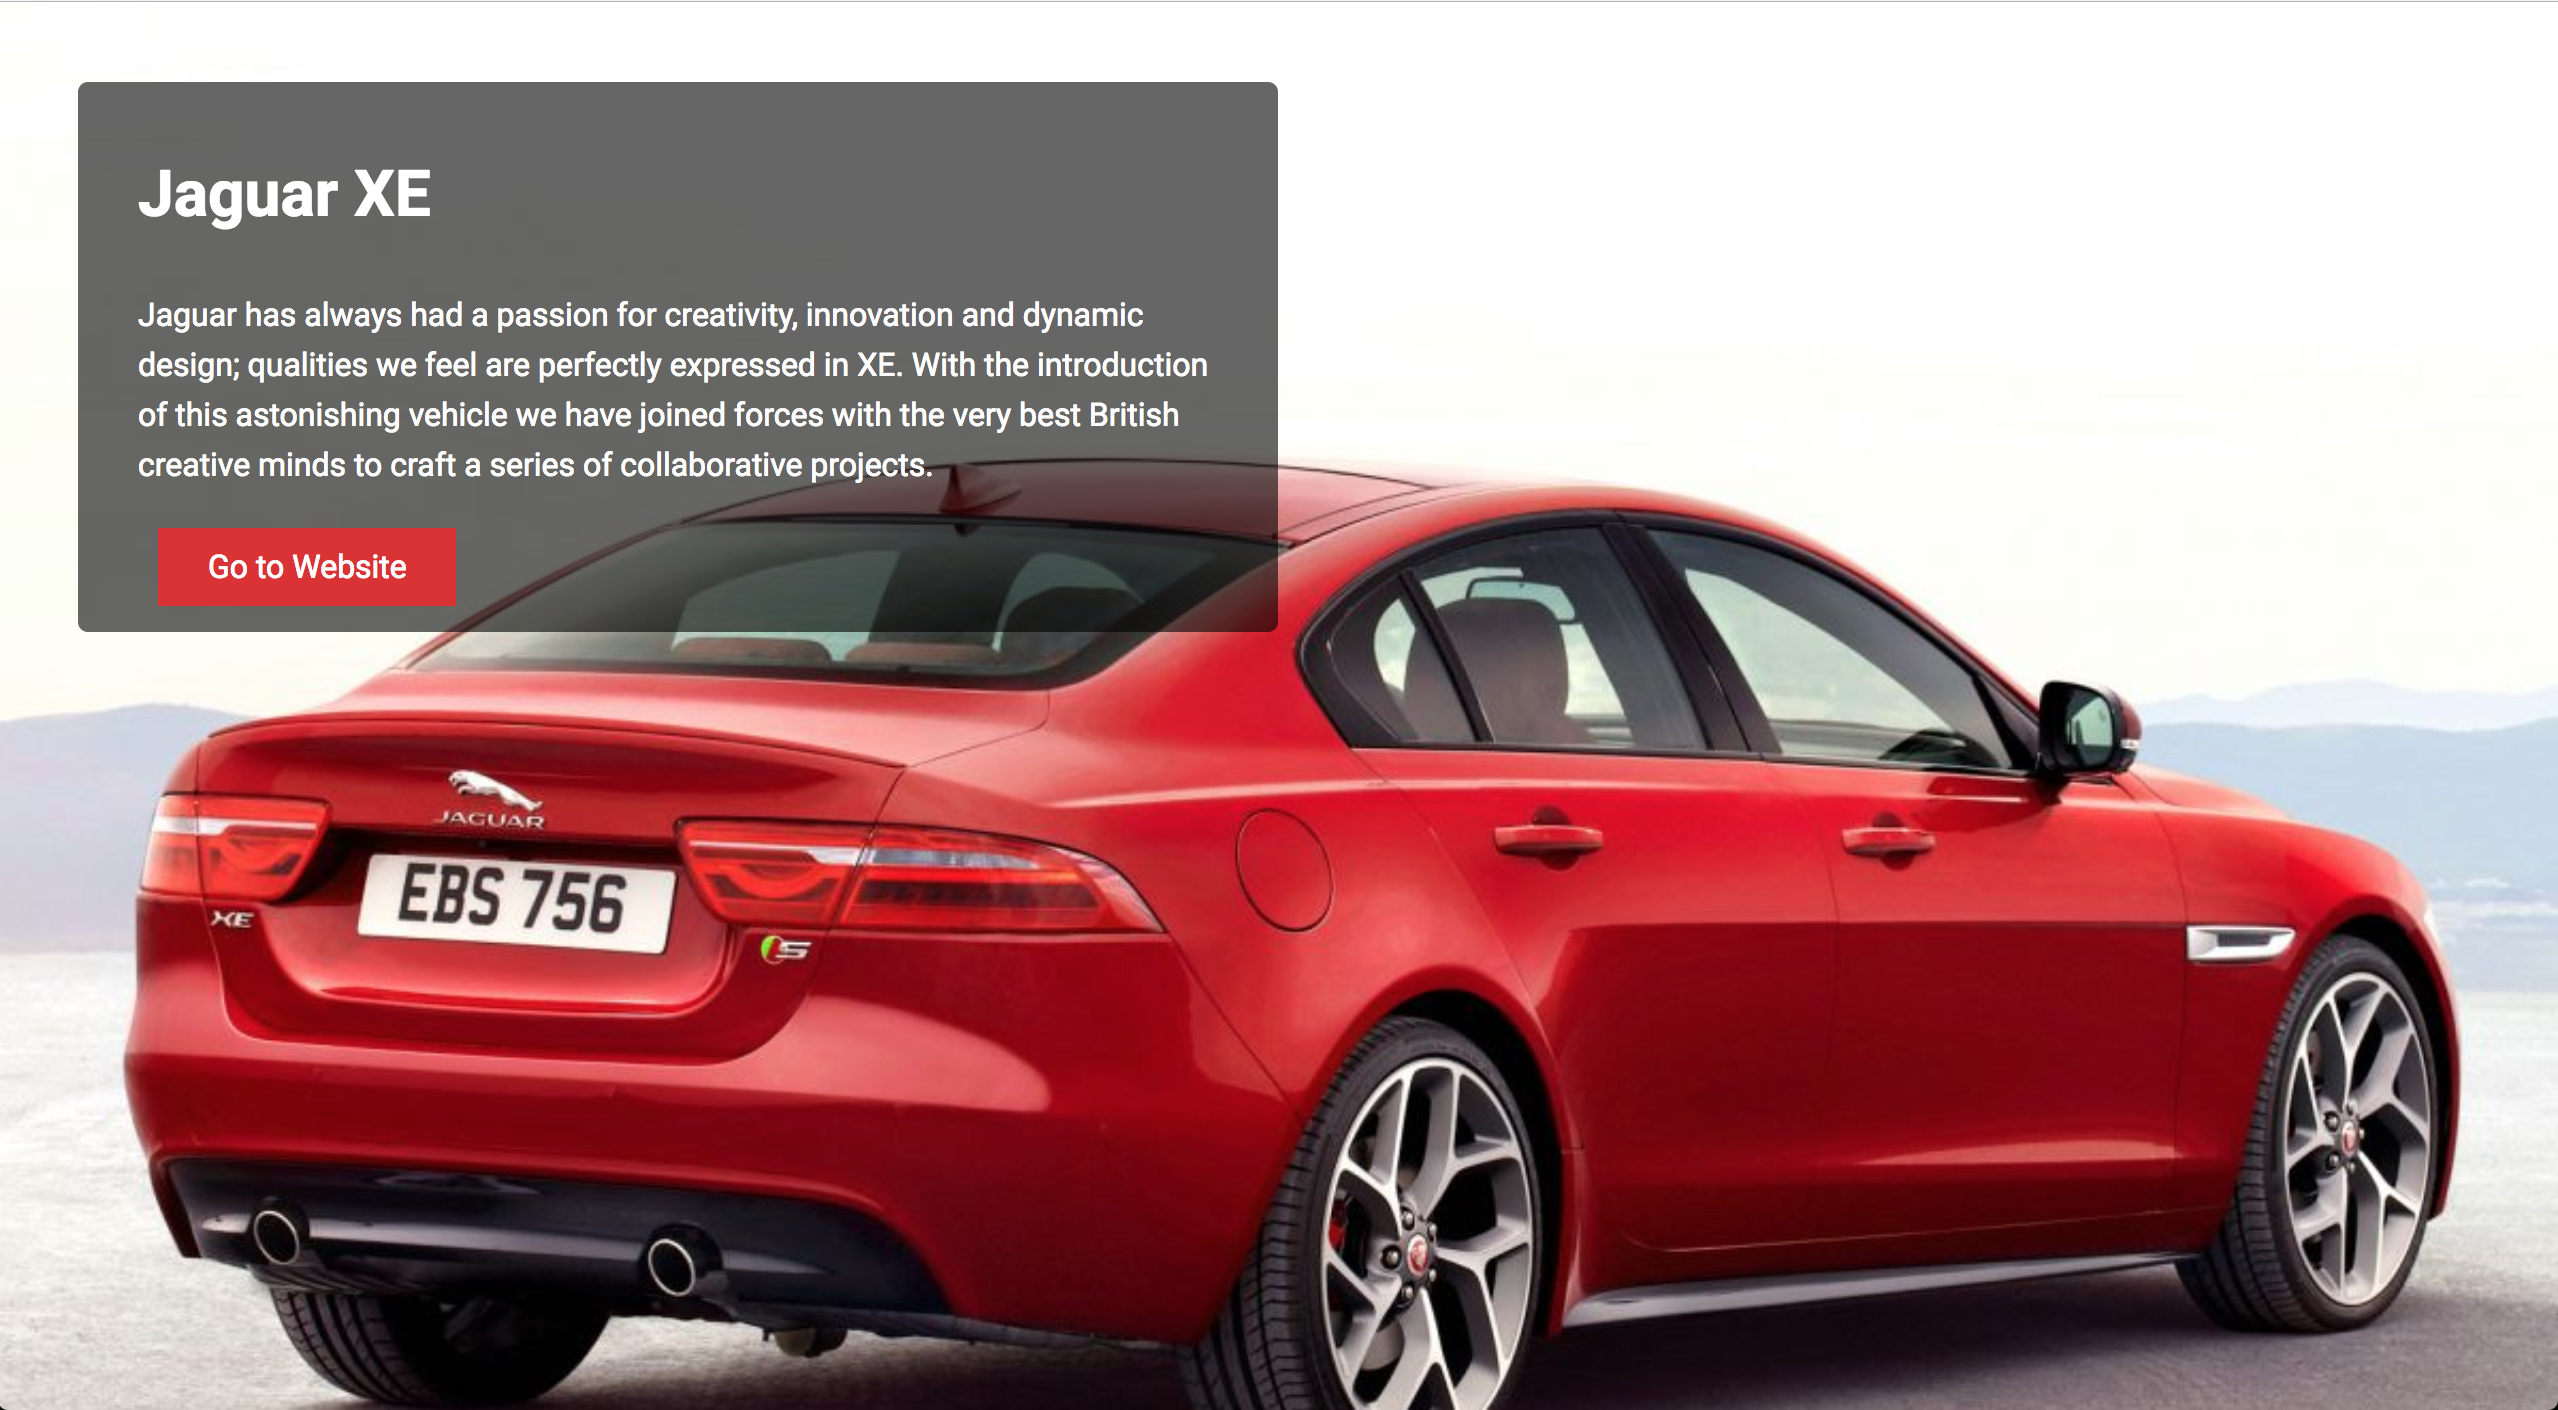 Jaguar XE
Jaguar has always had a passion for creativity, innovation and dynamic
design; qualities we feel are perfectly expressed in XE. With the introduction
of this astonishing vehicle we have joined forces with the very best British
creative minds to craft a series of collaborative projects.
Go to Website
JAGUAR
EBS 756
XE
S